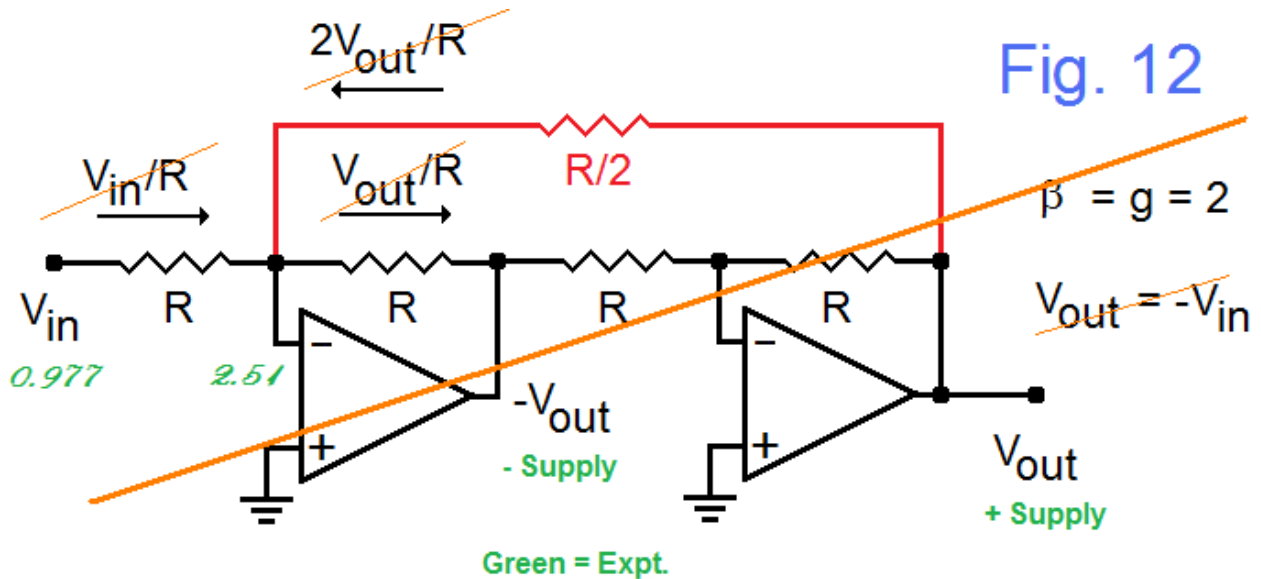 2Vout/R
Fig. 12
Vin/R
Vout/R
R/2
β = g = 2
Vin
R
R
R
R
Vout = -Vin
0.977
2.51
−
+
−
+
-Vout
- Supply
Vout
+ Supply
Green = Expt.